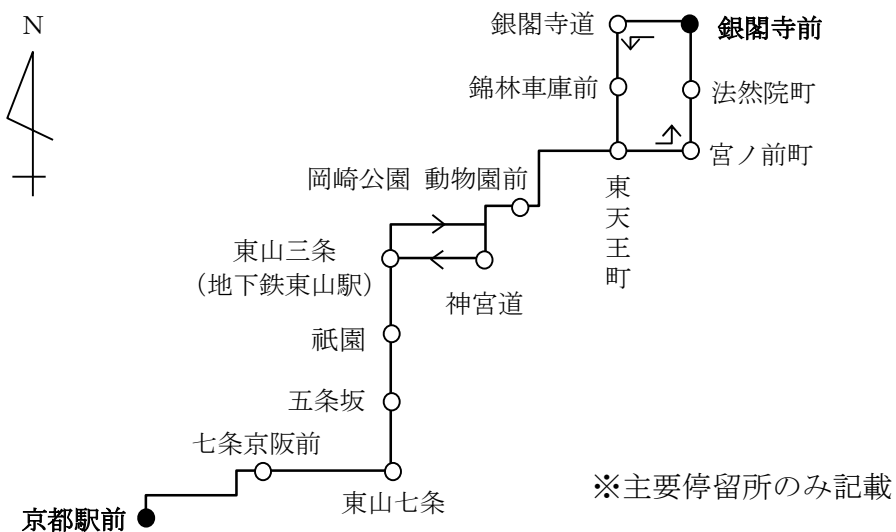 N
銀閣寺道
銀閣寺前
錦林車庫前
法然院町
宮ノ前町
岡崎公園 動物園前
東天王町
東山三条
(地下鉄東山駅)
神宮道
祇園
五条坂
七条京阪前
東山七条
京都駅前
※主要停留所のみ記載